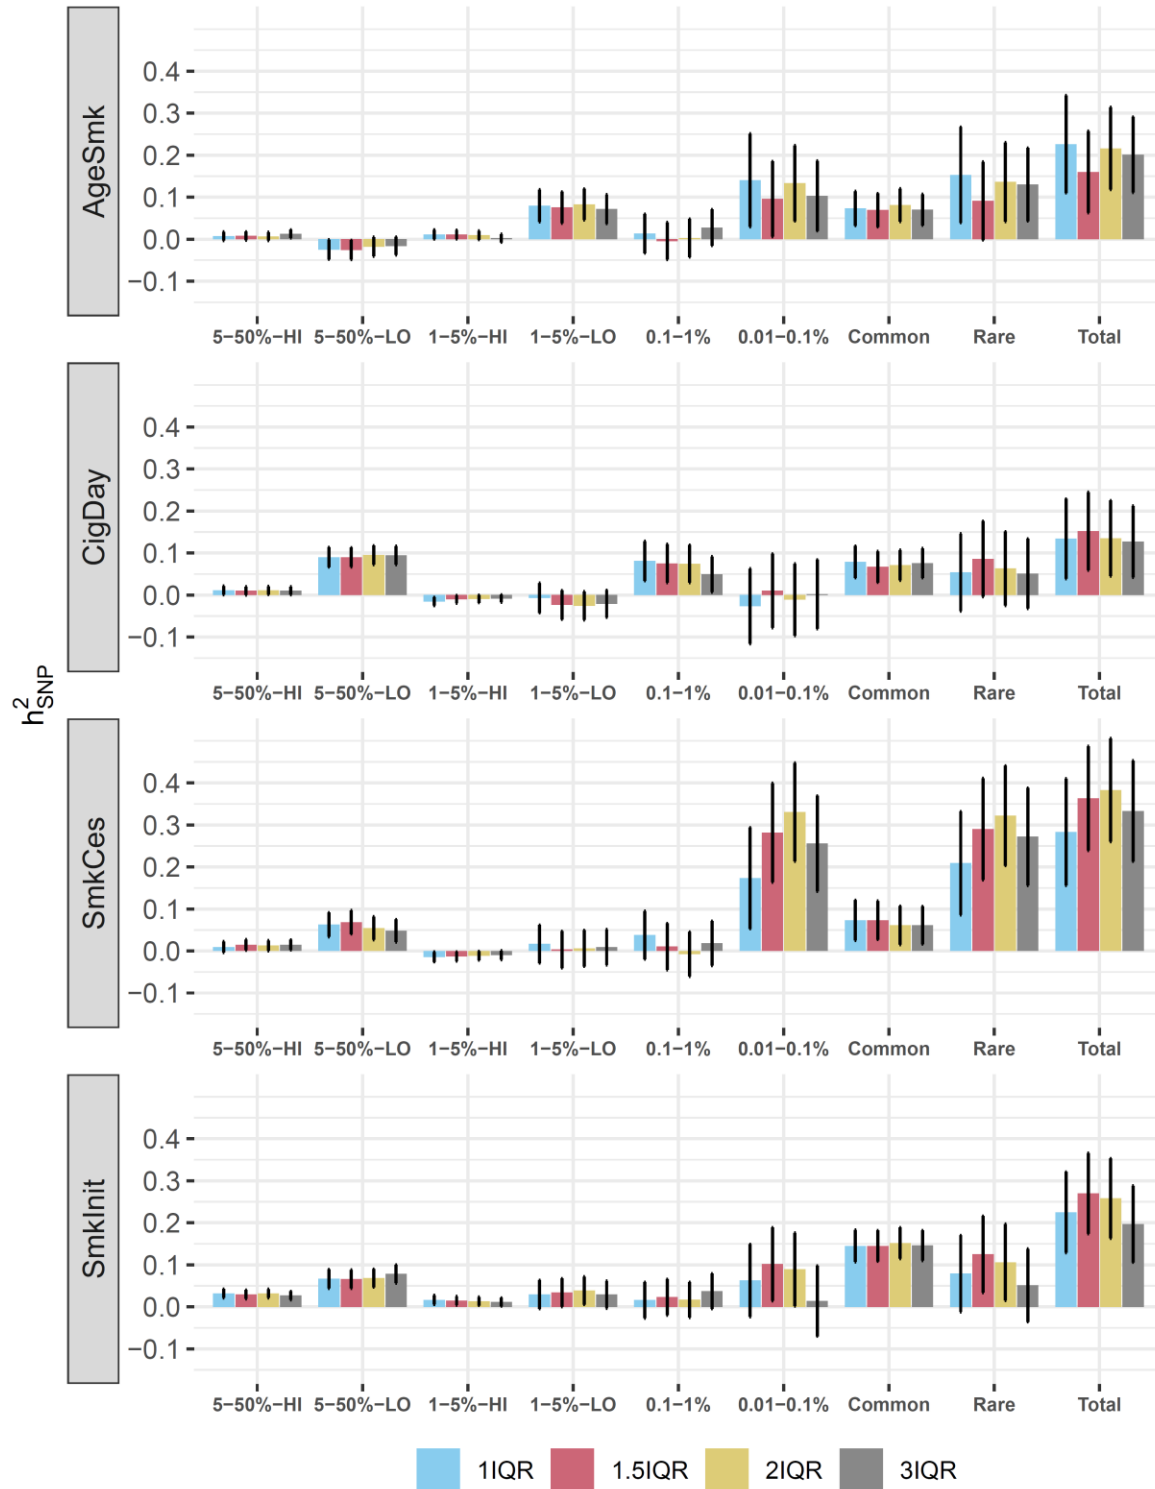 h²SNP
AgeSmk
0.4
0.3
0.2
0.1
0.0
−0.1
5−50%−HI 5−50%−LO 1−5%−HI 1−5%−LO 0.1−1% 0.01−0.1% Common Rare Total
CigDay
0.4
0.3
0.2
0.1
0.0
−0.1
5−50%−HI 5−50%−LO 1−5%−HI 1−5%−LO 0.1−1% 0.01−0.1% Common Rare Total
SmkCes
0.4
0.3
0.2
0.1
0.0
−0.1
5−50%−HI 5−50%−LO 1−5%−HI 1−5%−LO 0.1−1% 0.01−0.1% Common Rare Total
SmkInit
0.4
0.3
0.2
0.1
0.0
−0.1
5−50%−HI 5−50%−LO 1−5%−HI 1−5%−LO 0.1−1% 0.01−0.1% Common Rare Total
1IQR 1.5IQR 2IQR 3IQR